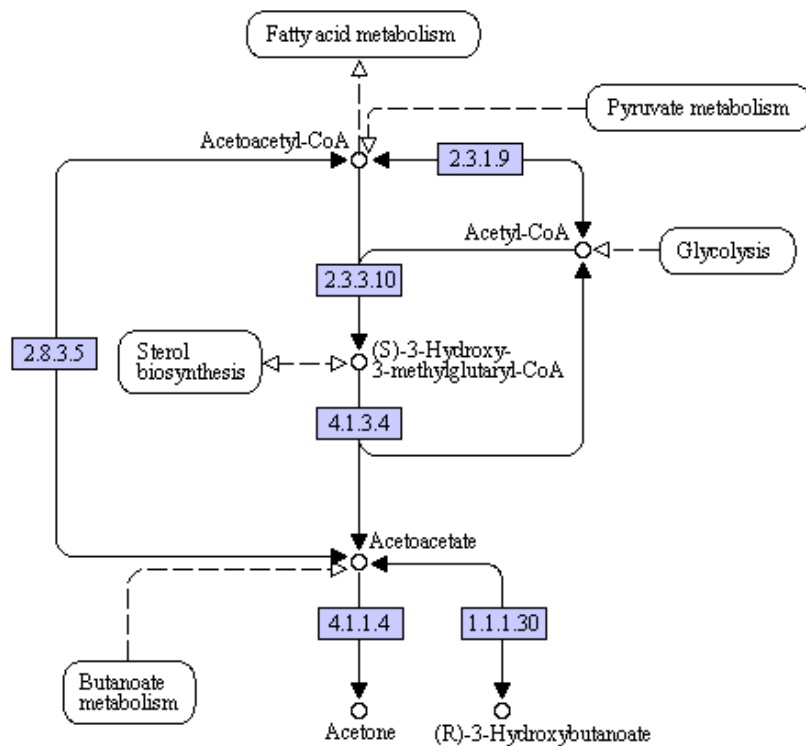 Fatty acid metabolism
Pyruvate metabolism
Acetoacetyl-CoA
2.3.1.9
Acetyl-CoA
Glycolysis
2.3.3.10
2.8.3.5
Sterol
biosynthesis
(S)-3-Hydroxy-
3-methylglutaryl-CoA
4.1.3.4
Acetoacetate
4.1.1.4
1.1.1.30
Butanoate
metabolism
Acetone
(R)-3-Hydroxybutanoate